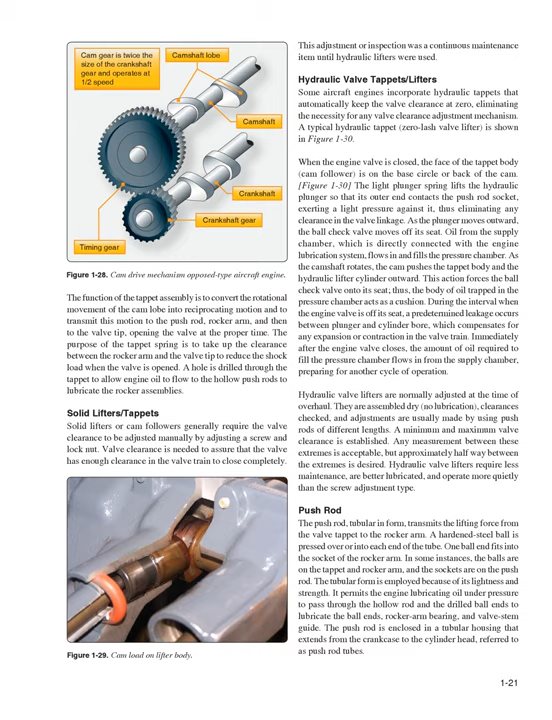 Cam gear is twice the
size of the crankshaft
gear and operates at
1/2 speed
Camshaft lobe
Camshaft
Crankshaft
Crankshaft gear
Timing gear
Figure 1-28. Cam drive mechanism opposed-type aircraft engine.
The function of the tappet assembly is to convert the rotational
movement of the cam lobe into reciprocating motion and to
transmit this motion to the push rod, rocker arm, and then
to the valve tip, opening the valve at the proper time. The
purpose of the tappet spring is to take up the clearance
between the rocker arm and the valve tip to reduce the shock
load when the valve is opened. A hole is drilled through the
tappet to allow engine oil to flow to the hollow push rods to
lubricate the rocker assemblies.
Solid Lifters/Tappets
Solid lifters or cam followers generally require the valve
clearance to be adjusted manually by adjusting a screw and
lock nut. Valve clearance is needed to assure that the valve
has enough clearance in the valve train to close completely.
Figure 1-29. Cam load on lifter body.
This adjustment or inspection was a continuous maintenance
item until hydraulic lifters were used.
Hydraulic Valve Tappets/Lifters
Some aircraft engines incorporate hydraulic tappets that
automatically keep the valve clearance at zero, eliminating
the necessity for any valve clearance adjustment mechanism.
A typical hydraulic tappet (zero-lash valve lifter) is shown
in Figure 1-30.
When the engine valve is closed, the face of the tappet body
(cam follower) is on the base circle or back of the cam.
[Figure 1-30] The light plunger spring lifts the hydraulic
plunger so that its outer end contacts the push rod socket,
exerting a light pressure against it, thus eliminating any
clearance in the valve linkage. As the plunger moves outward,
the ball check valve moves off its seat. Oil from the supply
chamber, which is directly connected with the engine
lubrication system, flows in and fills the pressure chamber. As
the camshaft rotates, the cam pushes the tappet body and the
hydraulic lifter cylinder outward. This action forces the ball
check valve onto its seat; thus, the body of oil trapped in the
pressure chamber acts as a cushion. During the interval when
the engine valve is off its seat, a predetermined leakage occurs
between plunger and cylinder bore, which compensates for
any expansion or contraction in the valve train. Immediately
after the engine valve closes, the amount of oil required to
fill the pressure chamber flows in from the supply chamber,
preparing for another cycle of operation.
Hydraulic valve lifters are normally adjusted at the time of
overhaul. They are assembled dry (no lubrication), clearances
checked, and adjustments are usually made by using push
rods of different lengths. A minimum and maximum valve
clearance is established. Any measurement between these
extremes is acceptable, but approximately half way between
the extremes is desired. Hydraulic valve lifters require less
maintenance, are better lubricated, and operate more quietly
than the screw adjustment type.
Push Rod
The push rod, tubular in form, transmits the lifting force from
the valve tappet to the rocker arm. A hardened-steel ball is
pressed over or into each end of the tube. One ball end fits into
the socket of the rocker arm. In some instances, the balls are
on the tappet and rocker arm, and the sockets are on the push
rod. The tubular form is employed because of its lightness and
strength. It permits the engine lubricating oil under pressure
to pass through the hollow rod and the drilled ball ends to
lubricate the ball ends, rocker-arm bearing, and valve-stem
guide. The push rod is enclosed in a tubular housing that
extends from the crankcase to the cylinder head, referred to
as push rod tubes.
1-21